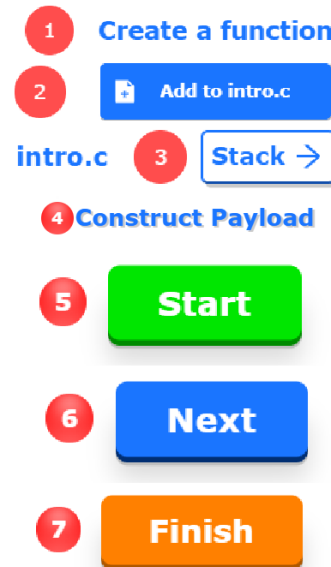 1 Create a function
2 Add to intro.c
intro.c 3 Stack →
4 Construct Payload
5 Start
6 Next
7 Finish